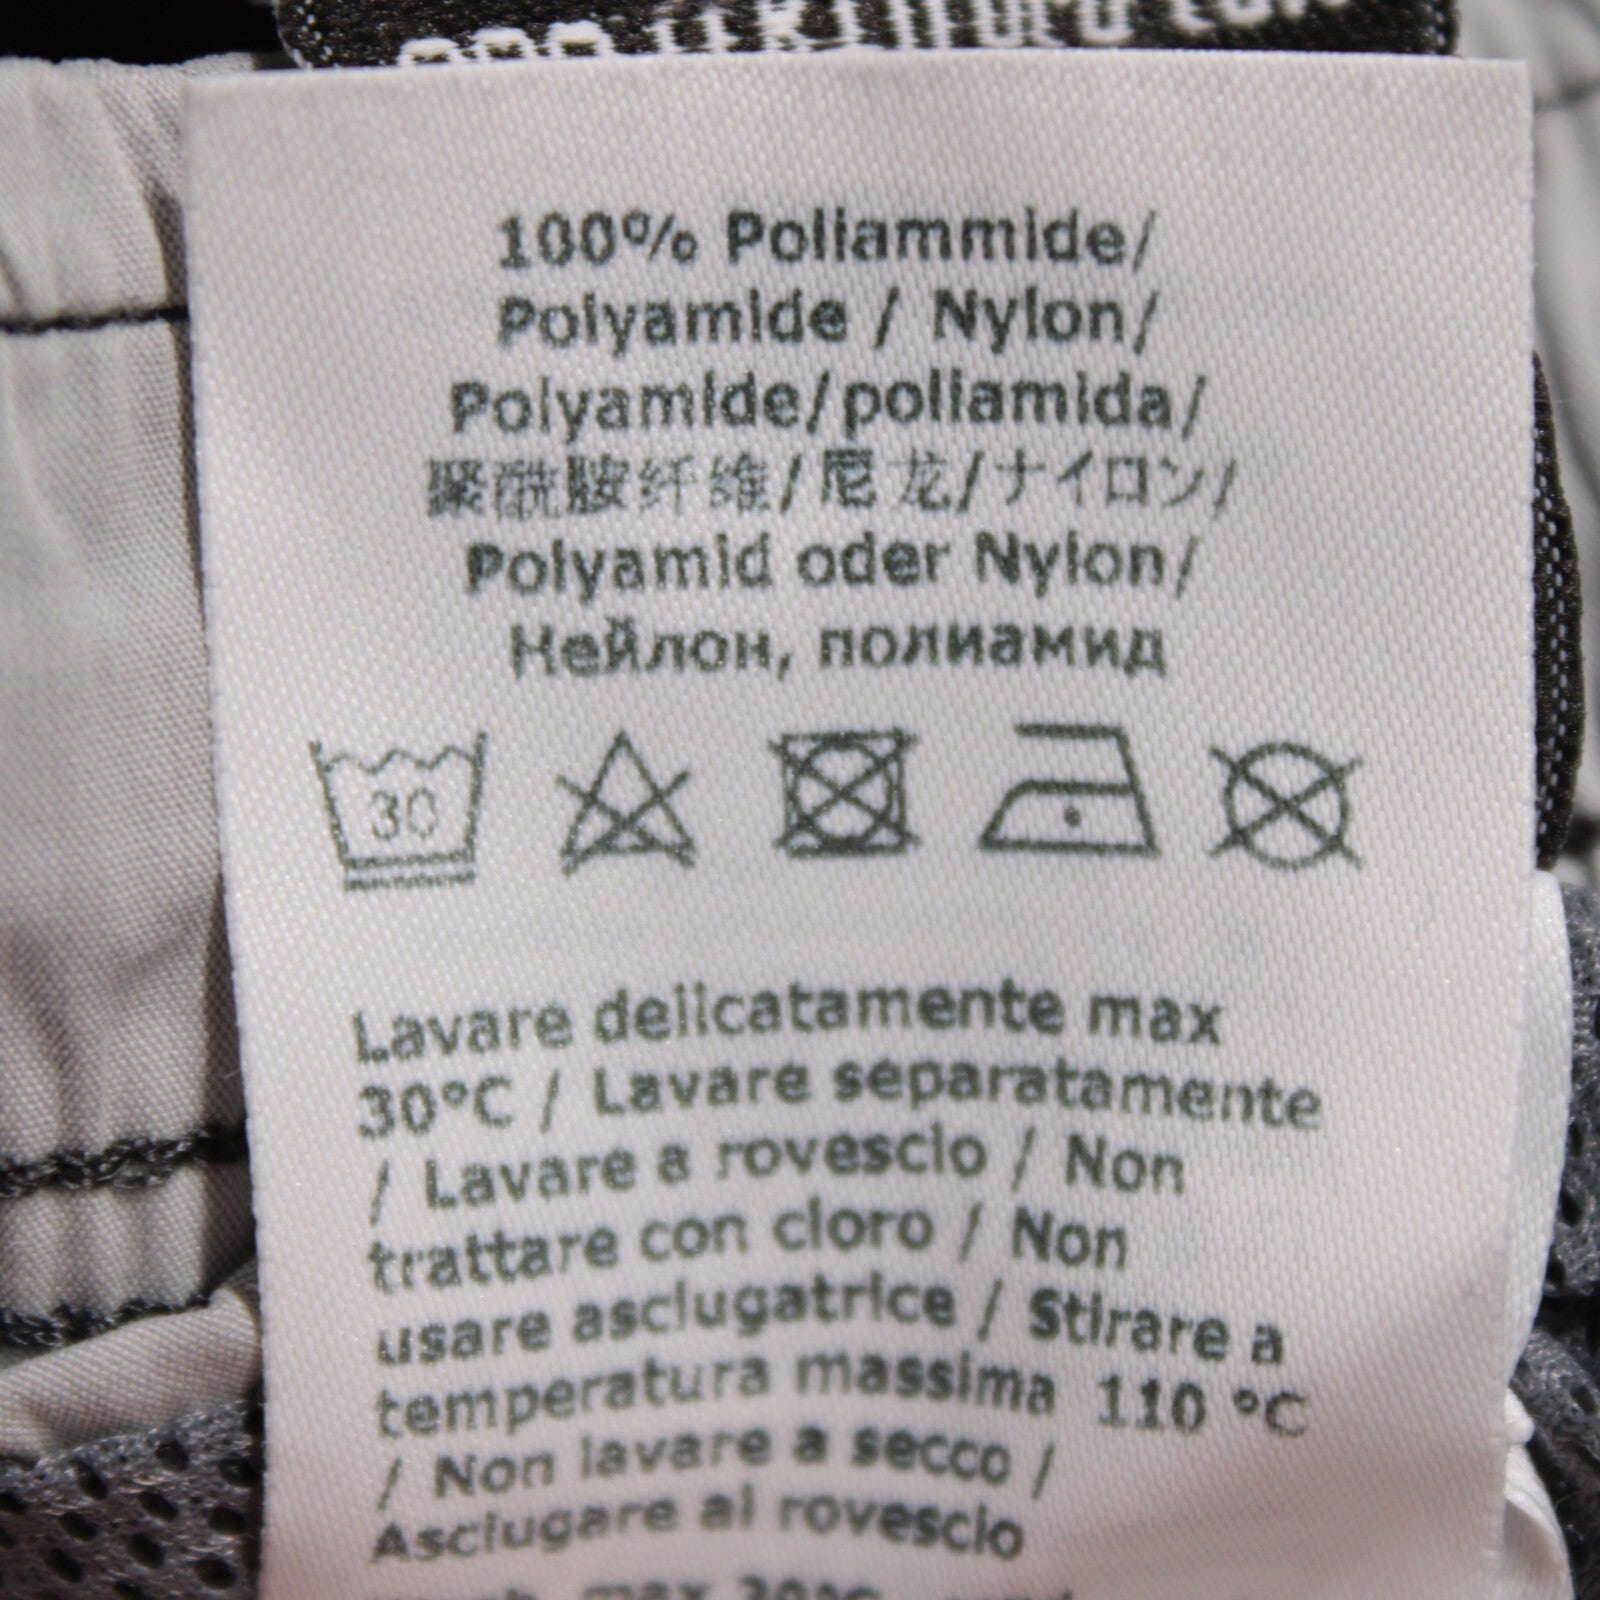 100% Poliammide/
Polyamide / Nylon/
Polyamide/poliamida/
聚酰胺纤维/尼龙/ナイロン/
Polyamid oder Nylon/
Нейлон, полиамид
30
Lavare delicatamente max
30°C / Lavare separatamente
/ Lavare a rovescio / Non
trattare con cloro / Non
usare asciugatrice / Stirare a
temperatura massima 110 °C
/ Non lavare a secco /
Asciugare al rovescio
max 30°C